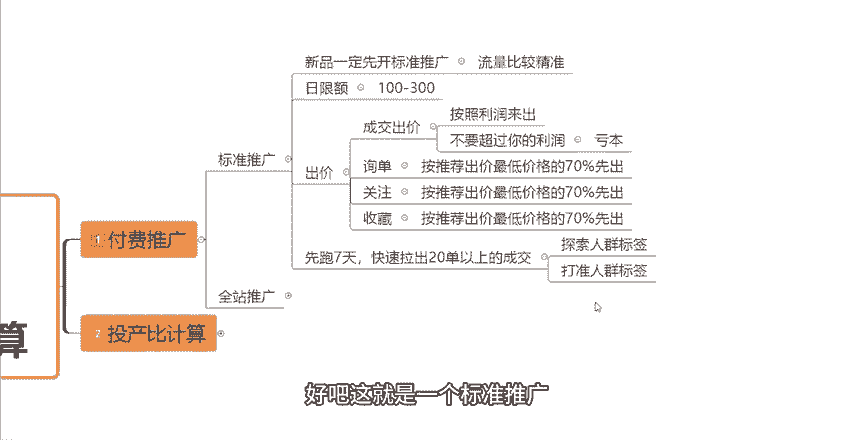 算
1 付费推广
标准推广
新品一定先开标准推广 流量比较精准
日限额 100-300
出价
成交出价
按照利润来出
不要超过你的利润 亏本
询单 按推荐出价最低价格的70%先出
关注 按推荐出价最低价格的70%先出
收藏 按推荐出价最低价格的70%先出
先跑7天，快速拉出20单以上的成交
探索人群标签
打准人群标签
全站推广
2 投产比计算
好吧这就是一个标准推广